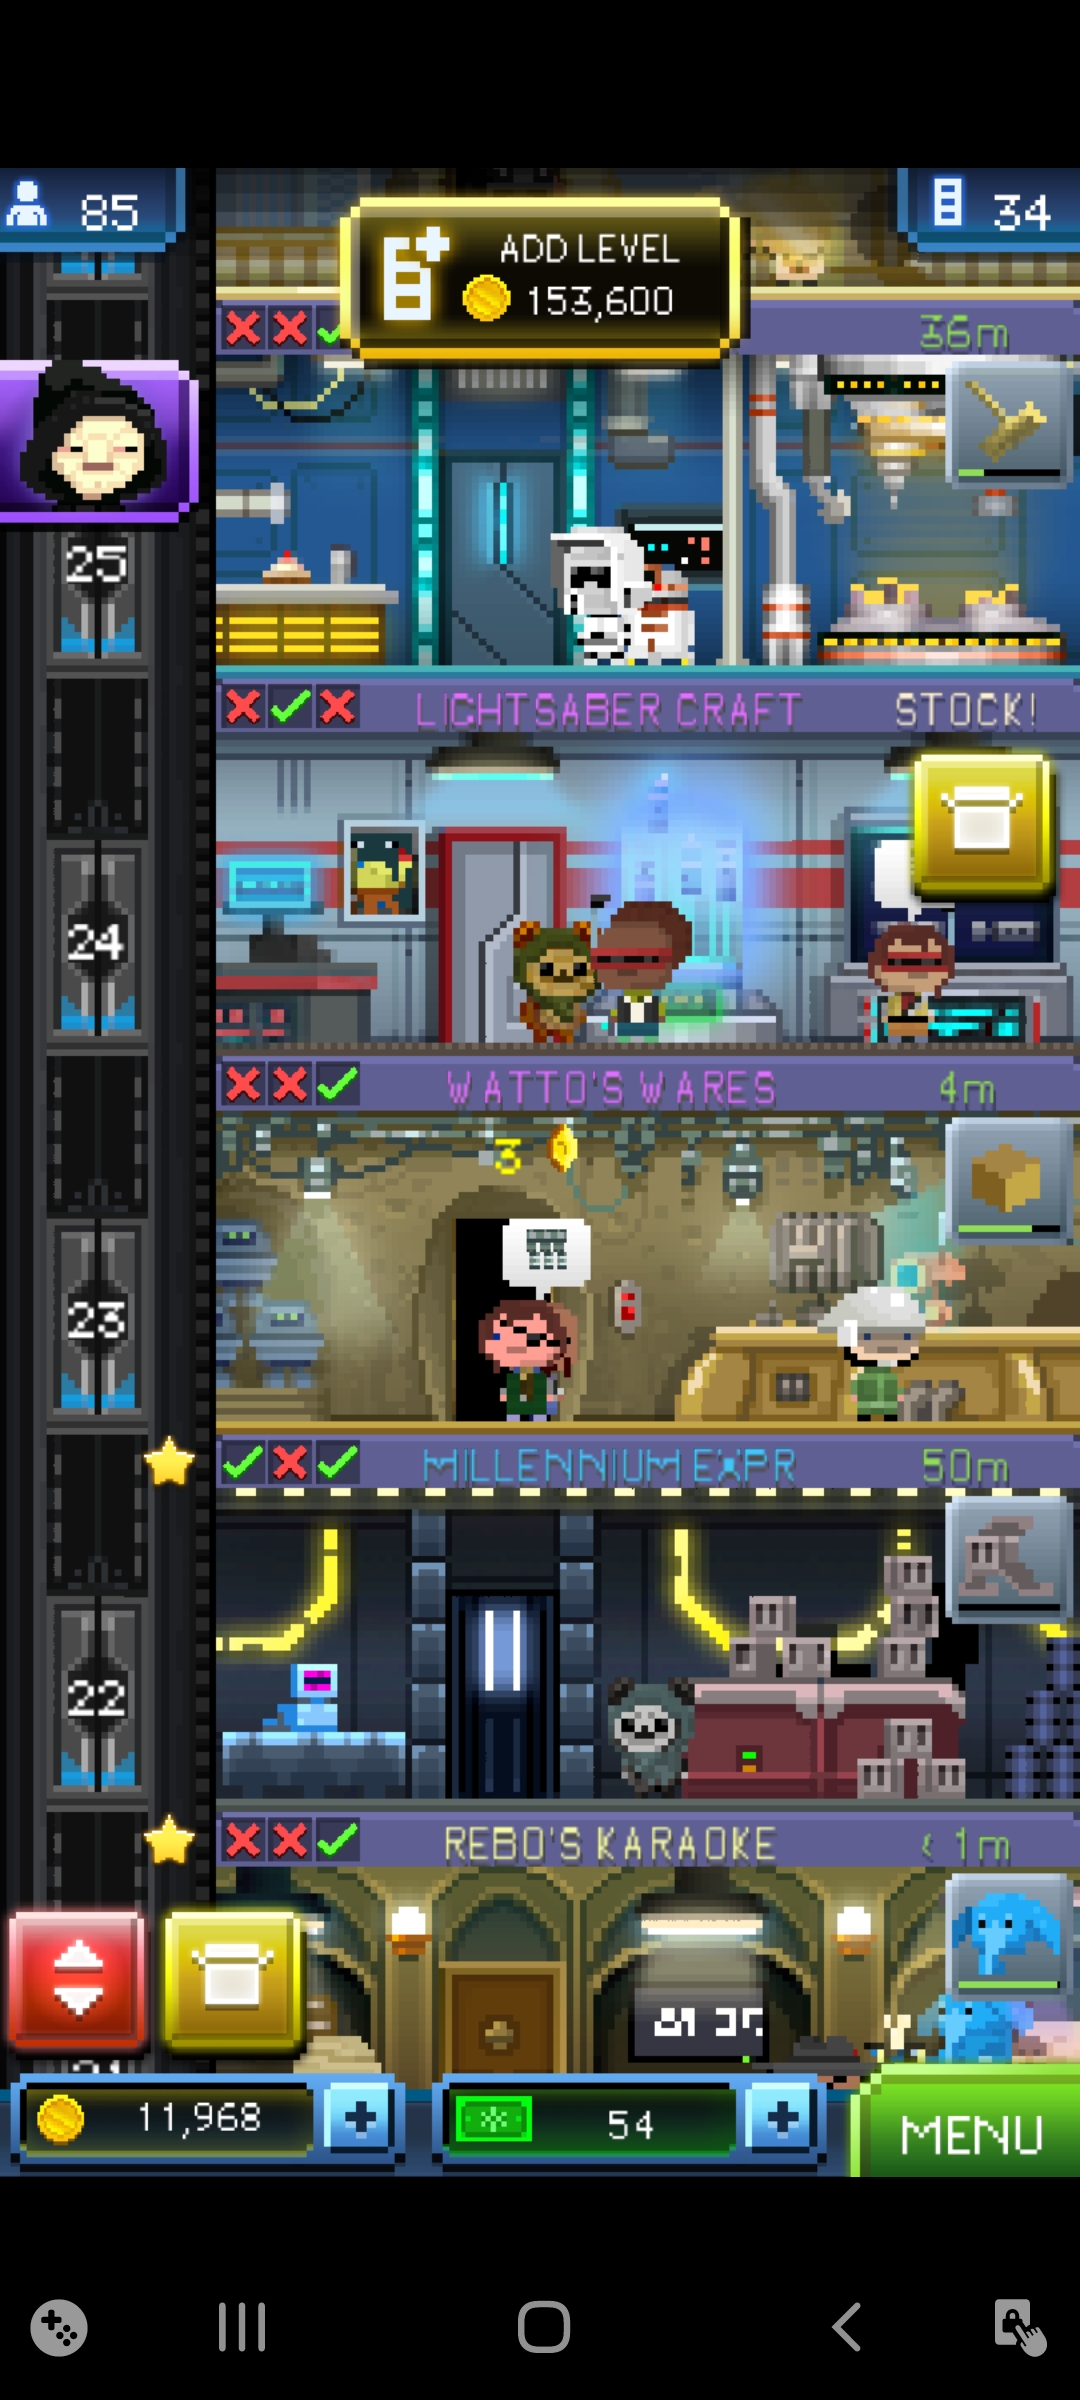 85
34
ADD LEVEL
153,600
36m
25
LIGHTSABER CRAFT
STOCK!
24
WATTO'S WARES
4m
3
23
MILLENNIUM EXPR
50m
22
REBO'S KARAOKE
< 1m
21
11,968
54
MENU